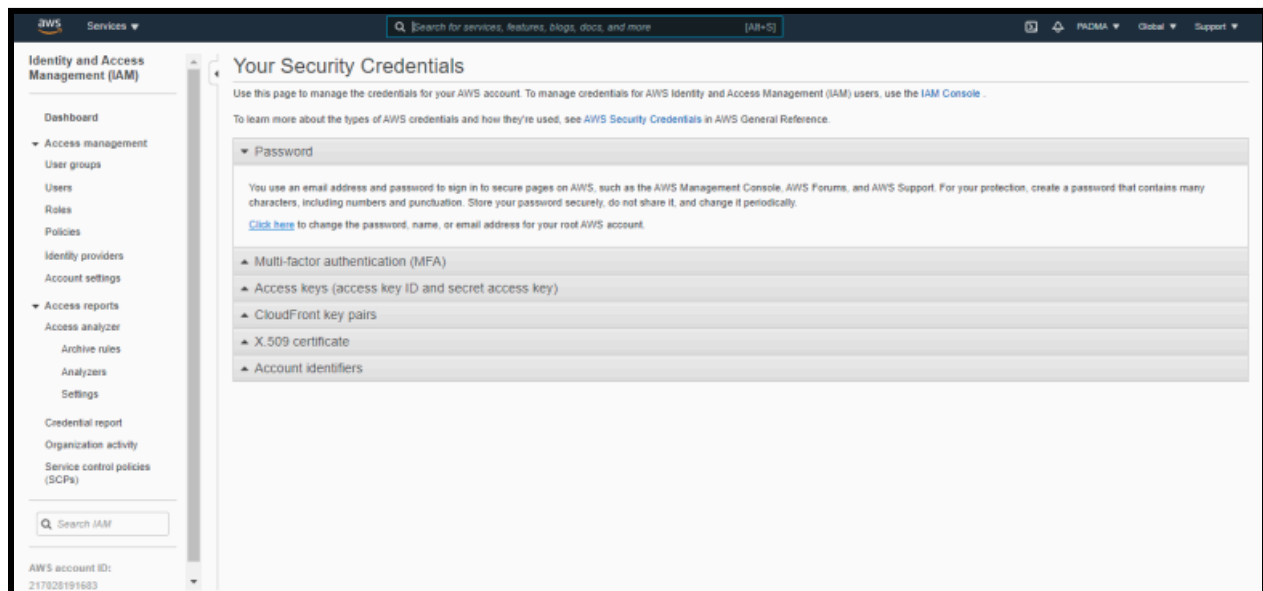 aws
Services
Search for services, features, blogs, docs, and more [Alt+S]
PADMA Global Support
Identity and Access
Management (IAM)
Dashboard
Access management
User groups
Users
Roles
Policies
Identity providers
Account settings
Access reports
Access analyzer
Archive rules
Analyzers
Settings
Credential report
Organization activity
Service control policies
(SCPs)
Search IAM
AWS account ID:
217028191683
Your Security Credentials
Use this page to manage the credentials for your AWS account. To manage credentials for AWS Identity and Access Management (IAM) users, use the IAM Console .
To learn more about the types of AWS credentials and how they're used, see AWS Security Credentials in AWS General Reference.
Password
You use an email address and password to sign in to secure pages on AWS, such as the AWS Management Console, AWS Forums, and AWS Support. For your protection, create a password that contains many
characters, including numbers and punctuation. Store your password securely, do not share it, and change it periodically.
Click here to change the password, name, or email address for your root AWS account.
Multi-factor authentication (MFA)
Access keys (access key ID and secret access key)
CloudFront key pairs
X.509 certificate
Account identifiers